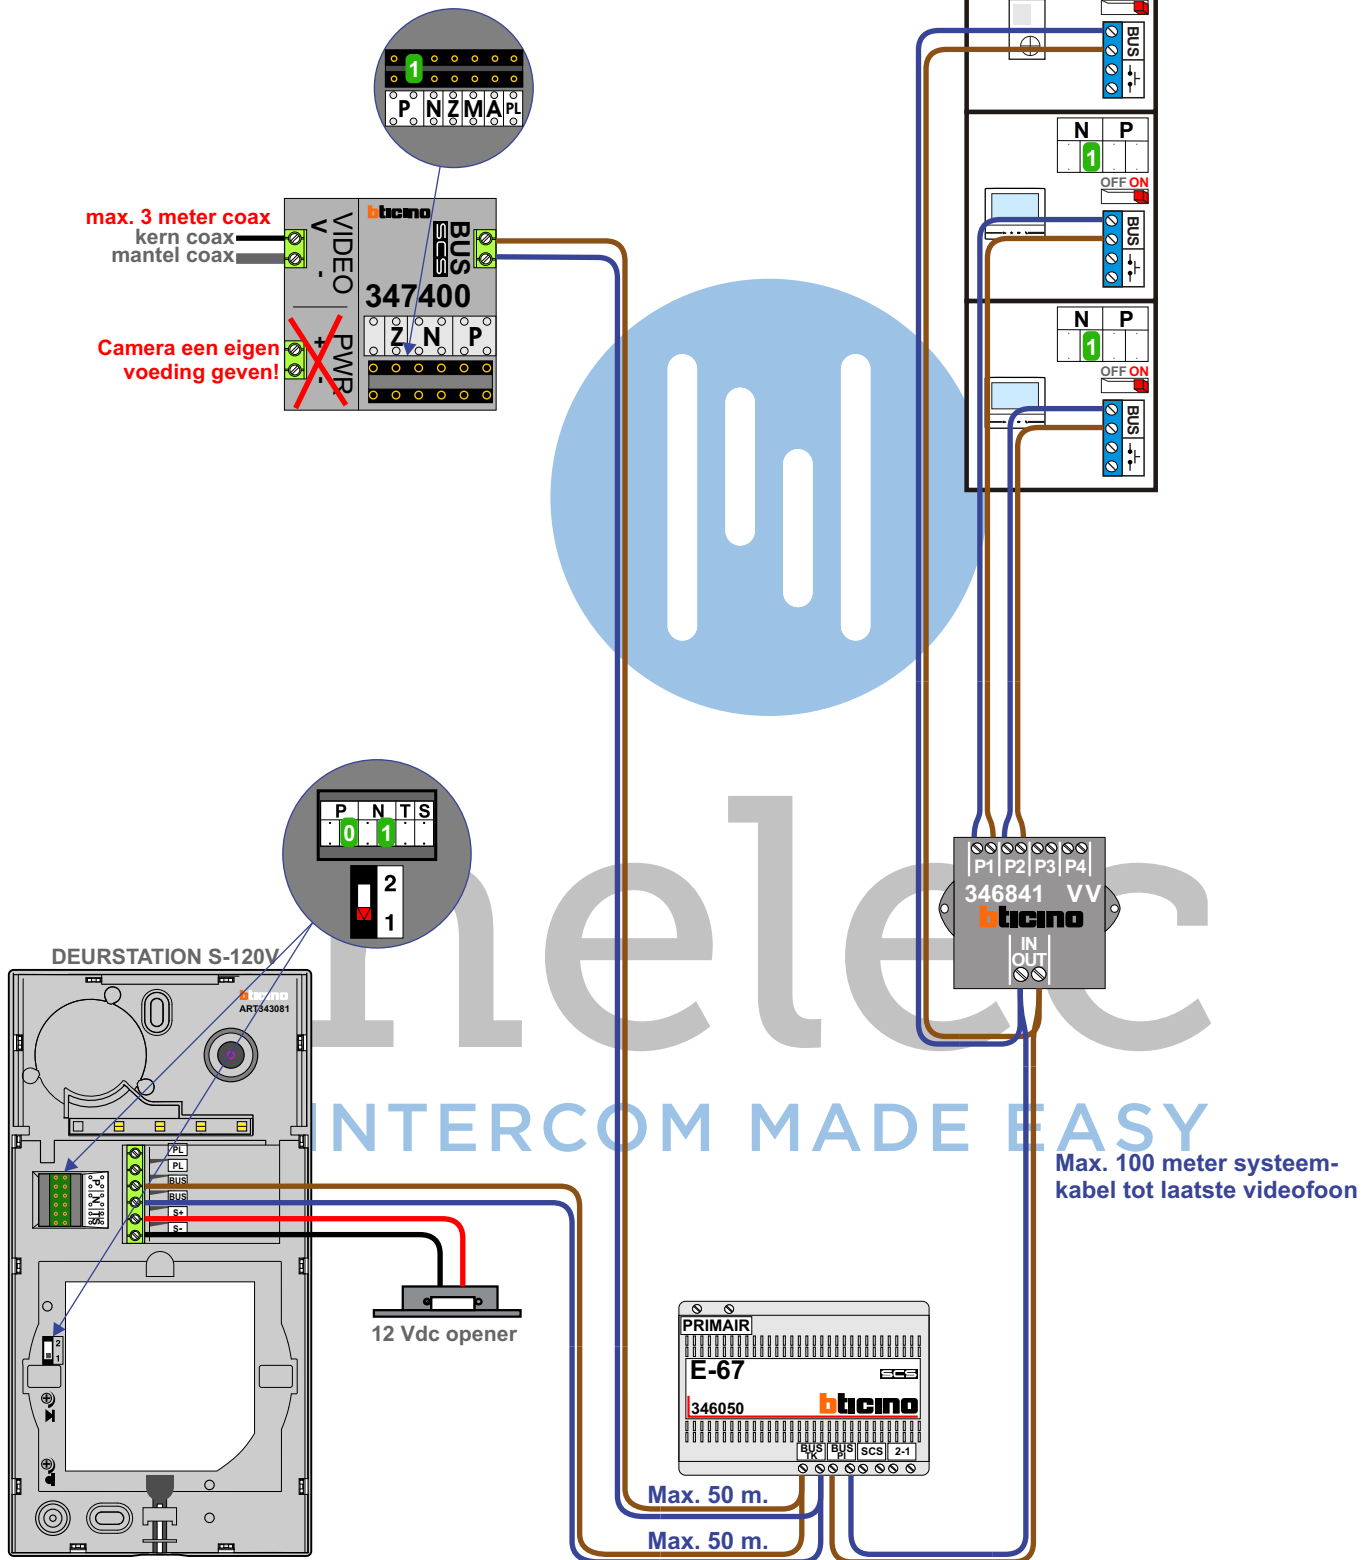 1
P N Z M A PL
bticino
max. 3 meter coax
kern coax
mantel coax
VIDEO
V
-
BUS
SCS
347400
Z N P
PWR
+
-
Camera een eigen
voeding geven!
BUS
N P
1
OFF ON
BUS
N P
1
OFF ON
BUS
P N T S
0 1
2
1
P1 P2 P3 P4
346841 VV
bticino
IN
OUT
nelec
INTERCOM MADE EASY
DEURSTATION S-120V
bticino
ART343081
PL
PL
BUS
BUS
S+
S-
P N T S
2
1
12 Vdc opener
Max. 100 meter systeem-
kabel tot laatste videofoon
PRIMAIR
E-67
SCS
346050
bticino
BUS TK
BUS PI
SCS
2-1
Max. 50 m.
Max. 50 m.